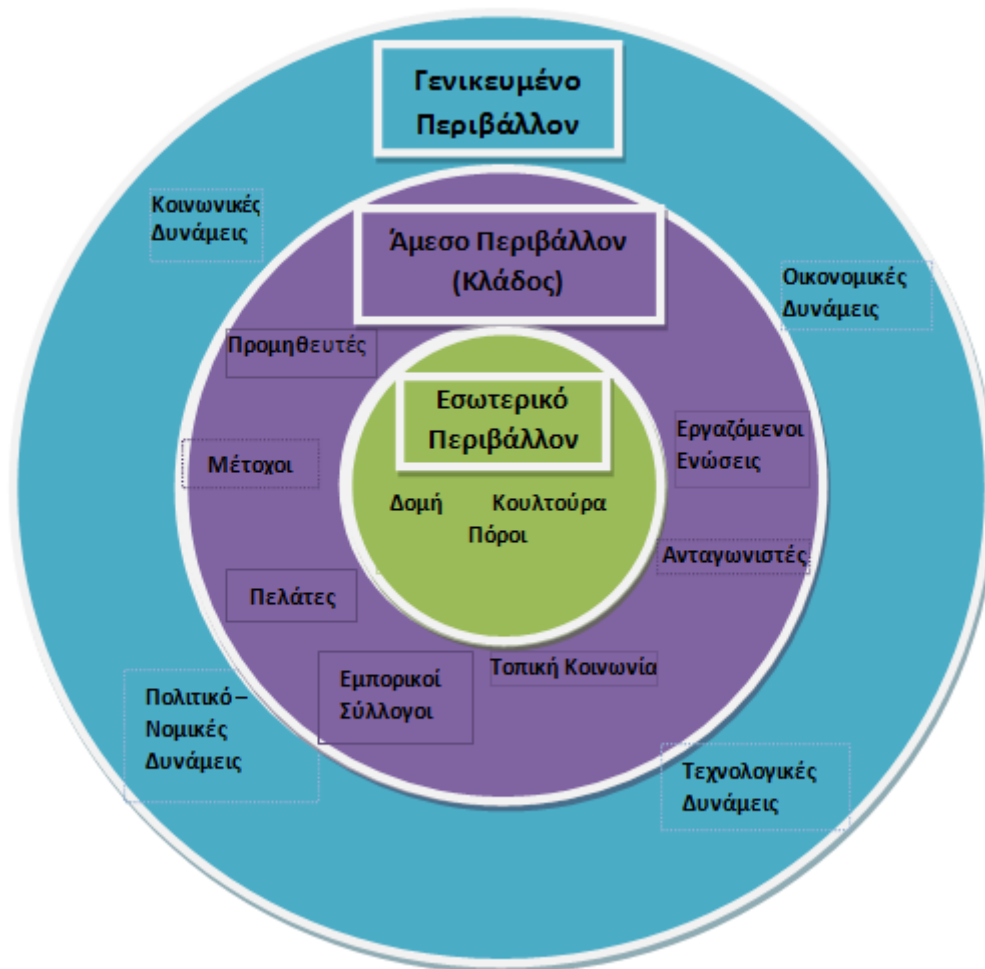 Γενικευμένο
Περιβάλλον
Κοινωνικές
Δυνάμεις
Άμεσο Περιβάλλον
(Κλάδος)
Οικονομικές
Δυνάμεις
Προμηθευτές
Εσωτερικό
Περιβάλλον
Εργαζόμενοι
Ενώσεις
Μέτοχοι
Δομή Κουλτούρα
Πόροι
Ανταγωνιστές
Πελάτες
Τοπική Κοινωνία
Εμπορικοί
Σύλλογοι
Πολιτικό –
Νομικές
Δυνάμεις
Τεχνολογικές
Δυνάμεις